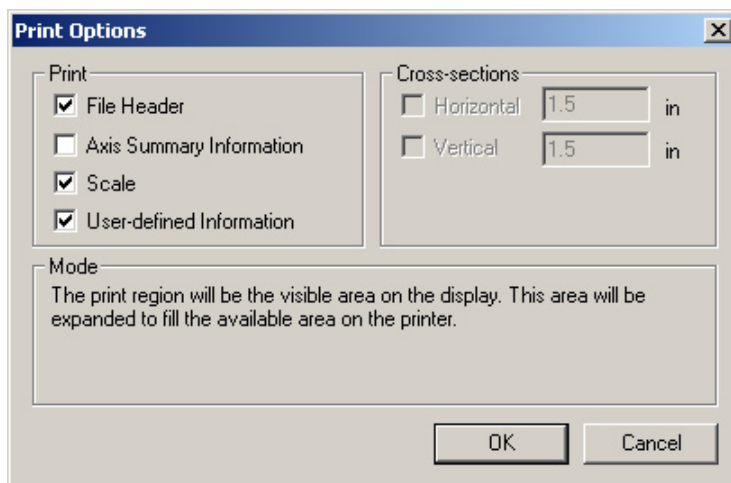 Print Options
Print
File Header
Axis Summary Information
Scale
User-defined Information
Cross-sections
Horizontal 1.5 in
Vertical 1.5 in
Mode
The print region will be the visible area on the display. This area will be
expanded to fill the available area on the printer.
OK Cancel